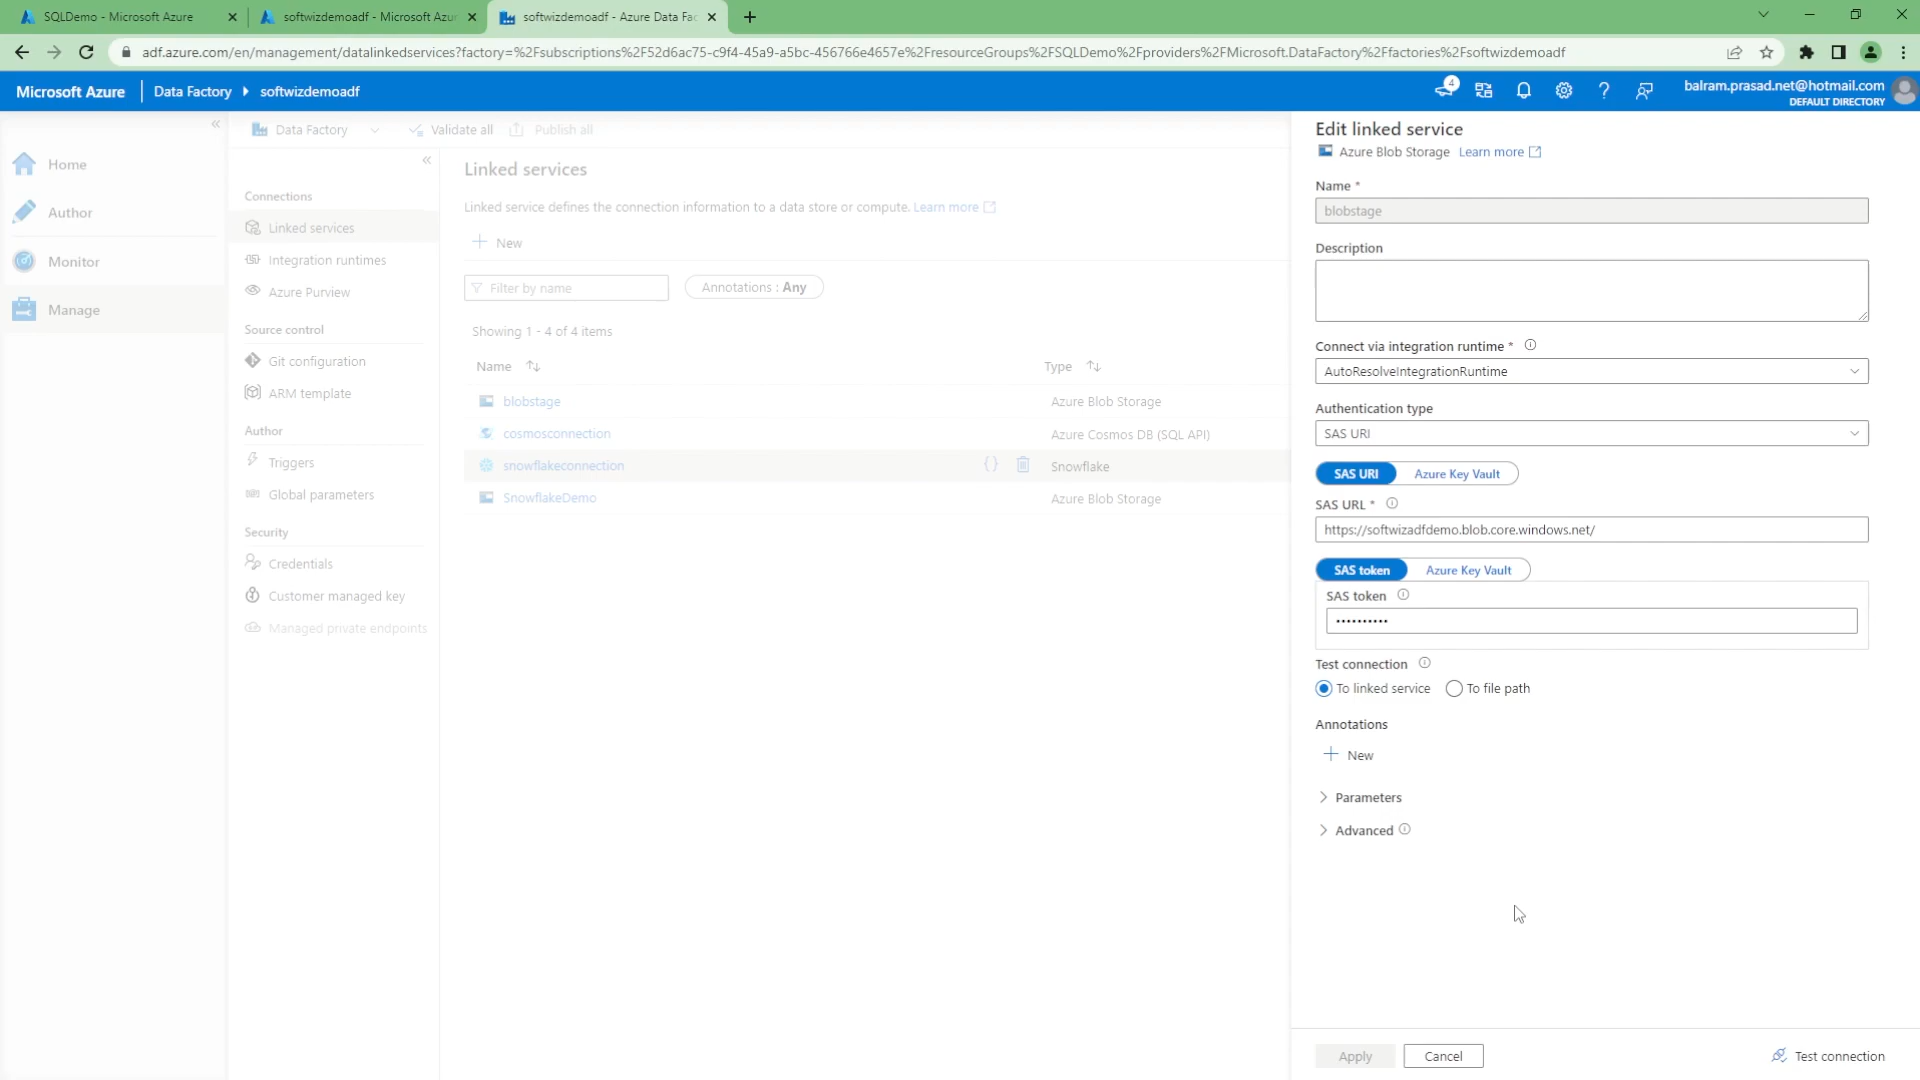 SQLDemo - Microsoft Azure
softwizdemoadf - Microsoft Azur
softwizdemoadf - Azure Data Fac
adf.azure.com/en/management/datalinkedservices?factory=%2Fsubscriptions%2F52d6ac75-c9f4-45a9-a5bc-456766e4657e%2FresourceGroups%2FSQLDemo%2Fproviders%2FMicrosoft.DataFactory%2Ffactories%2Fsoftwizdemoadf
Microsoft Azure
Data Factory
softwizdemoadf
4
balram.prasad.net@hotmail.com
DEFAULT DIRECTORY
Home
Author
Monitor
Manage
Data Factory
Validate all
Publish all
Connections
Linked services
Integration runtimes
Azure Purview
Source control
Git configuration
ARM template
Author
Triggers
Global parameters
Security
Credentials
Customer managed key
Managed private endpoints
Linked services
Linked service defines the connection information to a data store or compute. Learn more
New
Filter by name
Annotations : Any
Showing 1 - 4 of 4 items
Name
Type
blobstage
Azure Blob Storage
cosmosconnection
Azure Cosmos DB (SQL API)
snowflakeconnection
{}
Snowflake
SnowflakeDemo
Azure Blob Storage
Edit linked service
Azure Blob Storage Learn more
Name *
blobstage
Description
Connect via integration runtime *
AutoResolveIntegrationRuntime
Authentication type
SAS URI
SAS URI
Azure Key Vault
SAS URL *
https://softwizadfdemo.blob.core.windows.net/
SAS token
Azure Key Vault
SAS token
••••••••••
Test connection
To linked service
To file path
Annotations
New
Parameters
Advanced
Apply
Cancel
Test connection